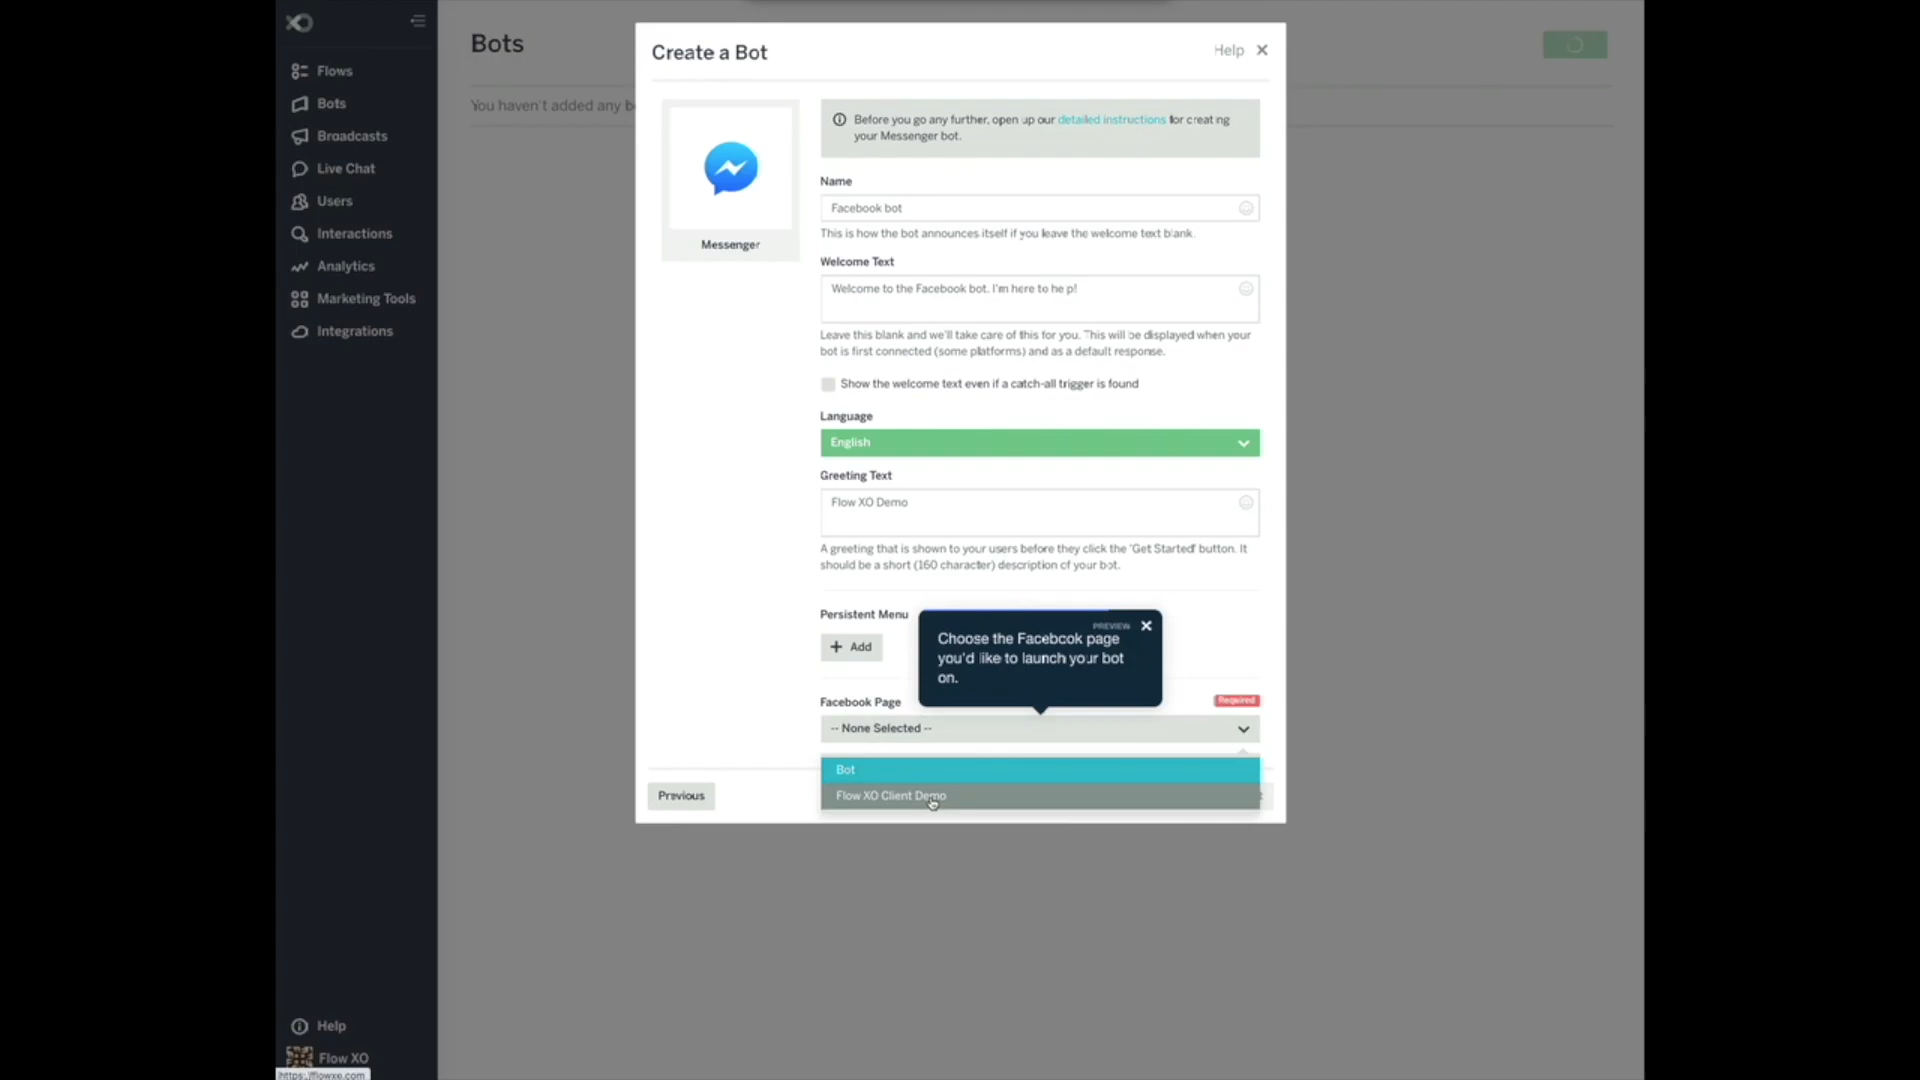 Flows
Bots
Broadcasts
Live Chat
Users
Interactions
Analytics
Marketing Tools
Integrations
Help
Flow XO
https://flowxo.com
Bots
You haven't added any
Create a Bot
Help
Messenger
Before you go any further, open up our detailed instructions for creating
your Messenger bot.
Name
Facebook bot
This is how the bot announces itself if you leave the welcome text blank.
Welcome Text
Welcome to the Facebook bot. I'm here to help!
Leave this blank and we'll take care of this for you. This will be displayed when your
bot is first connected (some platforms) and as a default response.
Show the welcome text even if a catch-all trigger is found
Language
English
Greeting Text
Flow XO Demo
A greeting that is shown to your users before they click the 'Get Started' button. It
should be a short (160 character) description of your bot.
Persistent Menu
+ Add
PREVIEW
Choose the Facebook page
you'd like to launch your bot
on.
Facebook Page
Required
-- None Selected --
Bot
Flow XO Client Demo
Previous